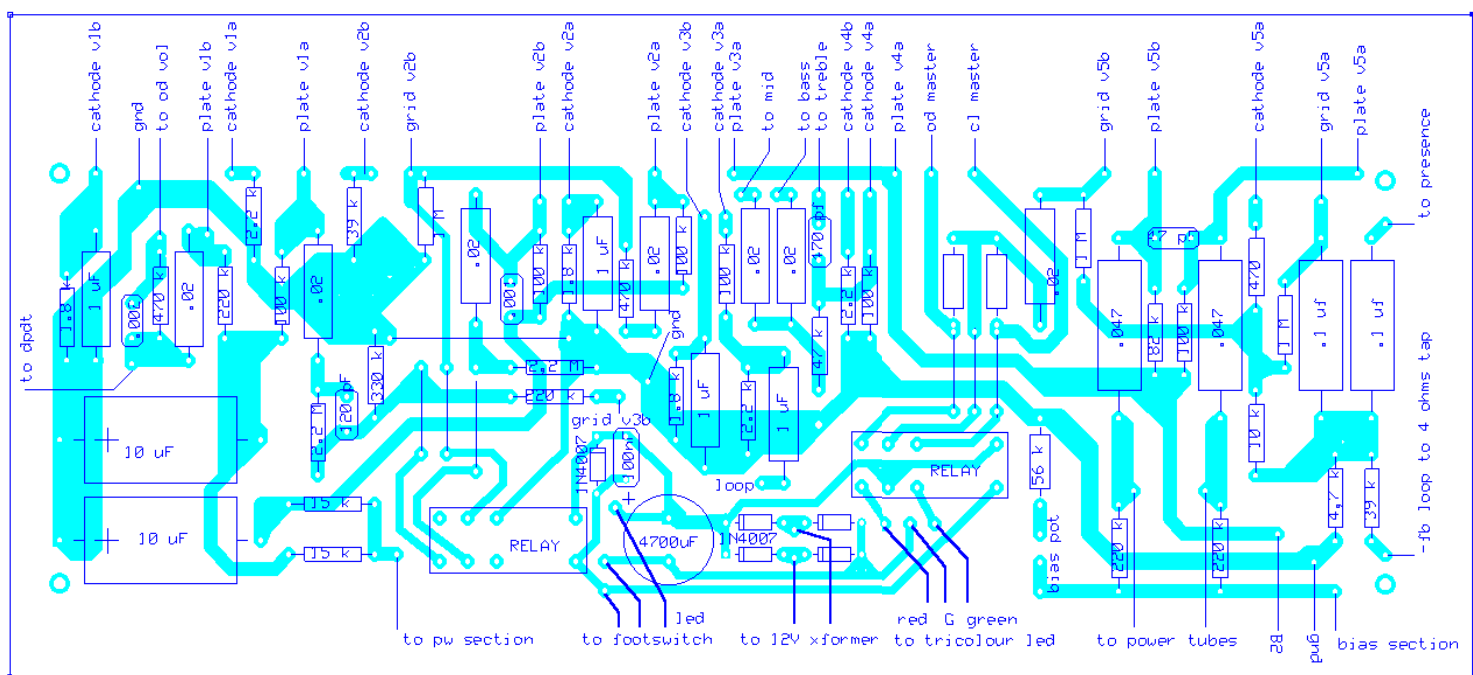 cathode v1b
gnd
to od vol
plate v1b
cathode v1a
plate v1a
cathode v2b
grid v2b
plate v2b
cathode v2a
plate v2a
cathode v3b
cathode v3a
plate v3a
to mid
to bass
to treble
cathode v4b
cathode v4a
plate v4a
od master
cl master
grid v5b
plate v5b
cathode v5a
grid v5a
plate v5a
to presence
to dpdt
1.8 k
1 uF
.001
470 k
.02
220 k
2.2 k
100 k
.02
39 k
1 M
.02
.001
100 k
1.8 k
1 uF
470 k
.02
100 k
100 k
.02
.02
470 pF
47 k
2.2 k
100 k
.02
1 M
.047
82 k
100 k
.047
470 k
1 M
.1 uf
.1 uf
gnd
330 k
120 pF
2.2 M
2.2 M
220 k
grid v3b
1.8 k
1 uF
2.2 k
1 uF
10 uF
10 uF
15 k
15 k
RELAY
1N4007
100nF
+
4700uF
loop
1N4007
RELAY
56 k
bias pot
220 k
220 k
10 k
4.7 k
39 k
-fb loop to 4 ohms tap
to pw section
led
to footswitch
to 12V xformer
red G green
to tricolour led
to power tubes
B2
gnd
bias section